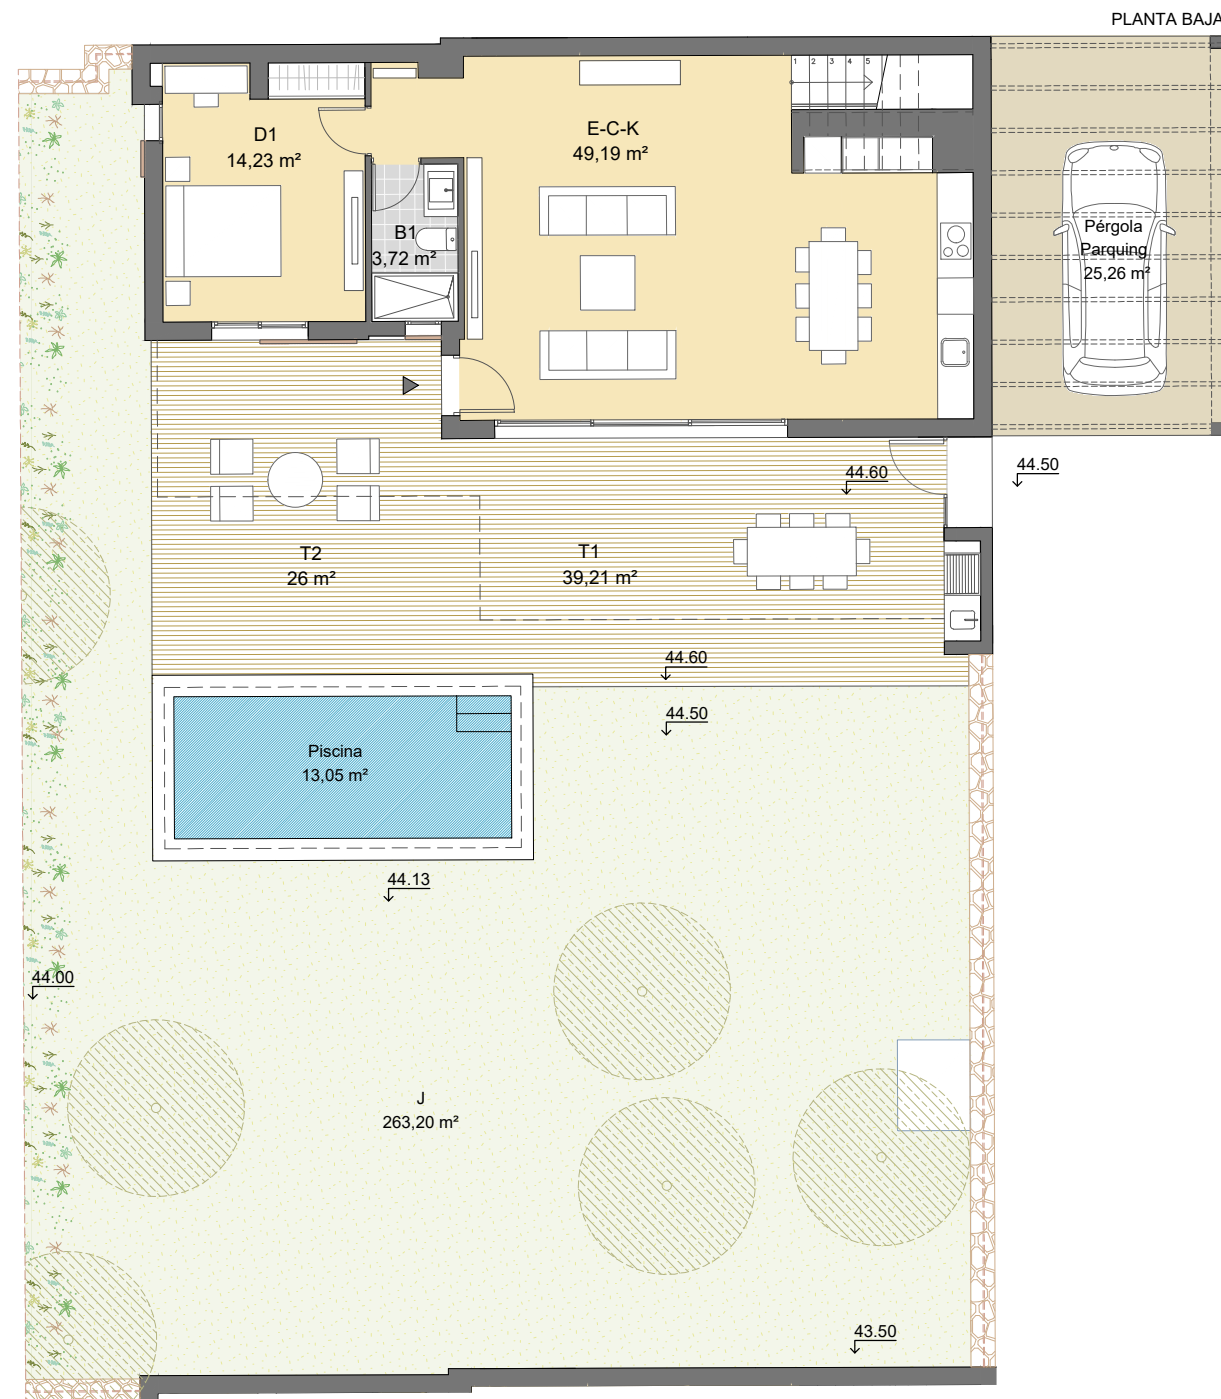 PLANTA BAJA
1 2 3 4 5
D1
14,23 m²
E-C-K
49,19 m²
B1
3,72 m²
Pérgola
Parquing
25,26 m²
44.50
44.60
T2
26 m²
T1
39,21 m²
44.60
44.50
Piscina
13,05 m²
44.13
44.00
J
263,20 m²
43.50